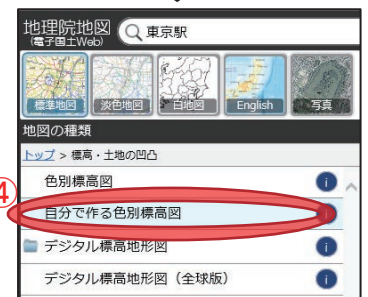 地理院地図
(電子国土Web)
東京駅
標準地図 淡色地図 白地図 English 写真
地図の種類
トップ > 標高・土地の凹凸
色別標高図 i
④
自分で作る色別標高図 i
デジタル標高地形図 i
デジタル標高地形図（全球版） i